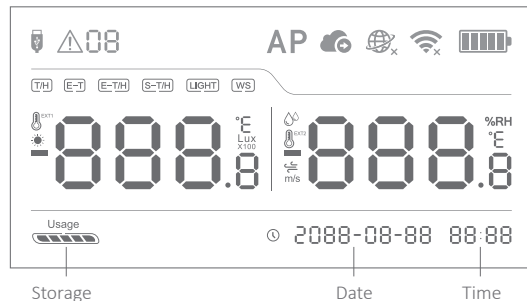 08 AP
T/H E-T E-T/H S-T/H LIGHT WS
EXT1 888.8 °E Lux X100
EXT2 888.8 %RH °E m/s
Usage
2088-08-88 88:88
Storage Date Time